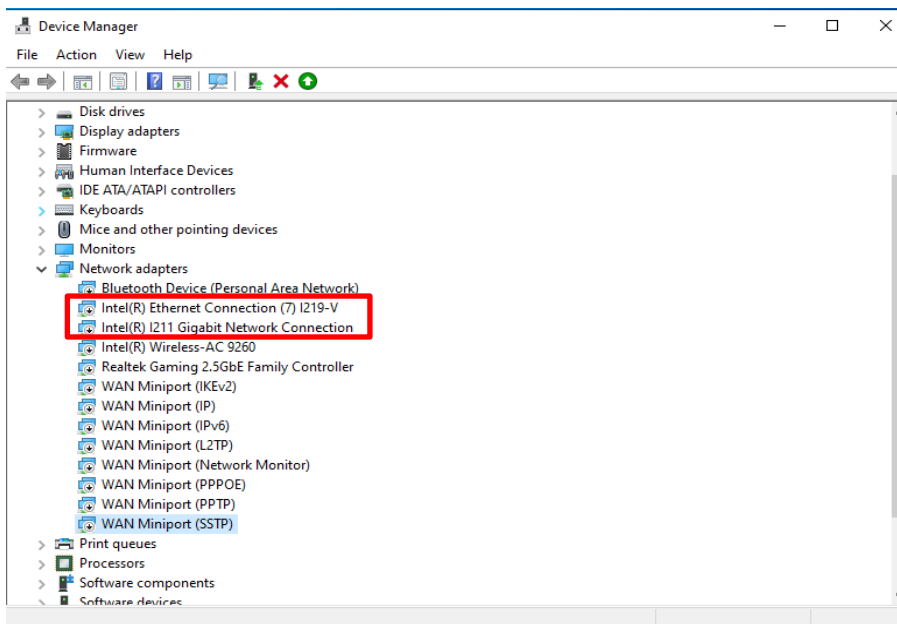 Device Manager
File Action View Help
Disk drives
Display adapters
Firmware
Human Interface Devices
IDE ATA/ATAPI controllers
Keyboards
Mice and other pointing devices
Monitors
Network adapters
Bluetooth Device (Personal Area Network)
Intel(R) Ethernet Connection (7) I219-V
Intel(R) I211 Gigabit Network Connection
Intel(R) Wireless-AC 9260
Realtek Gaming 2.5GbE Family Controller
WAN Miniport (IKEv2)
WAN Miniport (IP)
WAN Miniport (IPv6)
WAN Miniport (L2TP)
WAN Miniport (Network Monitor)
WAN Miniport (PPPOE)
WAN Miniport (PPTP)
WAN Miniport (SSTP)
Print queues
Processors
Software components
Software devices